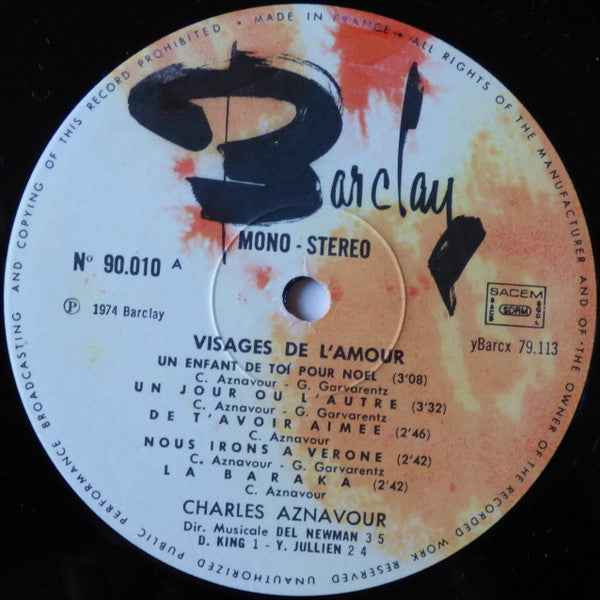 MADE IN FRANCE • ALL RIGHTS OF THE MANUFACTURER AND OF THE OWNER OF THE RECORDED WORK RESERVED UNAUTHORIZED PUBLIC PERFORMANCE BROADCASTING AND COPYING OF THIS RECORD PROHIBITED •
Barclay
MONO - STEREO
Nº 90.010 A
℗ 1974 Barclay
SACEM
SACD SDRM SGDL
yBarcx 79.113
VISAGES DE L'AMOUR
UN ENFANT DE TOI POUR NOEL (3'08)
C. Aznavour - G. Garvarentz
UN JOUR OU L'AUTRE (3'32)
C. Aznavour - G. Garvarentz
DE T'AVOIR AIMEE (2'46)
C. Aznavour
NOUS IRONS A VERONE (2'42)
C. Aznavour - G. Garvarentz
LA BARAKA (2'42)
C. Aznavour
CHARLES AZNAVOUR
Dir. Musicale DEL NEWMAN 3 5
D. KING 1 - Y. JULLIEN 2 4